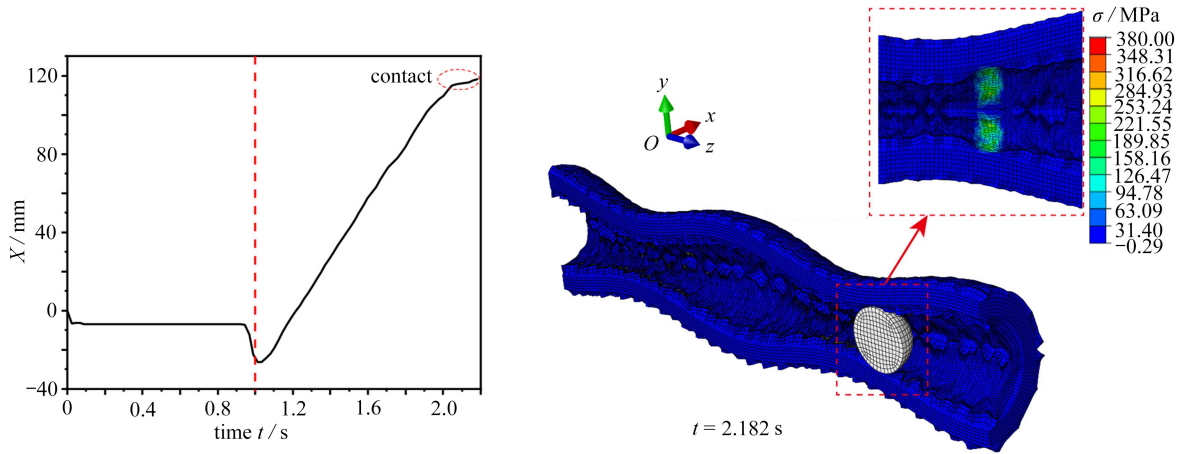 120
80
40
0
−40
X / mm
contact
0
0.4
0.8
1.2
1.6
2.0
time t / s
y
x
O
z
t = 2.182 s
σ / MPa
380.00
348.31
316.62
284.93
253.24
221.55
189.85
158.16
126.47
94.78
63.09
31.40
−0.29